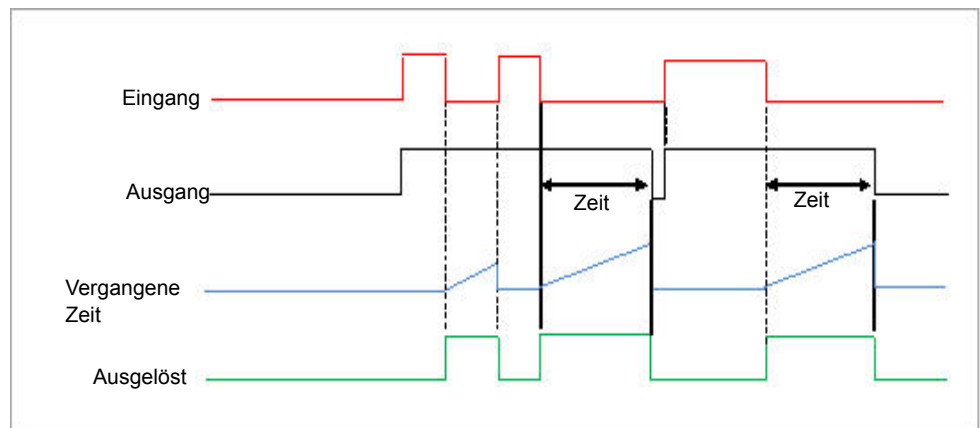 Eingang
Ausgang
Zeit
Zeit
Vergangene
Zeit
Ausgelöst